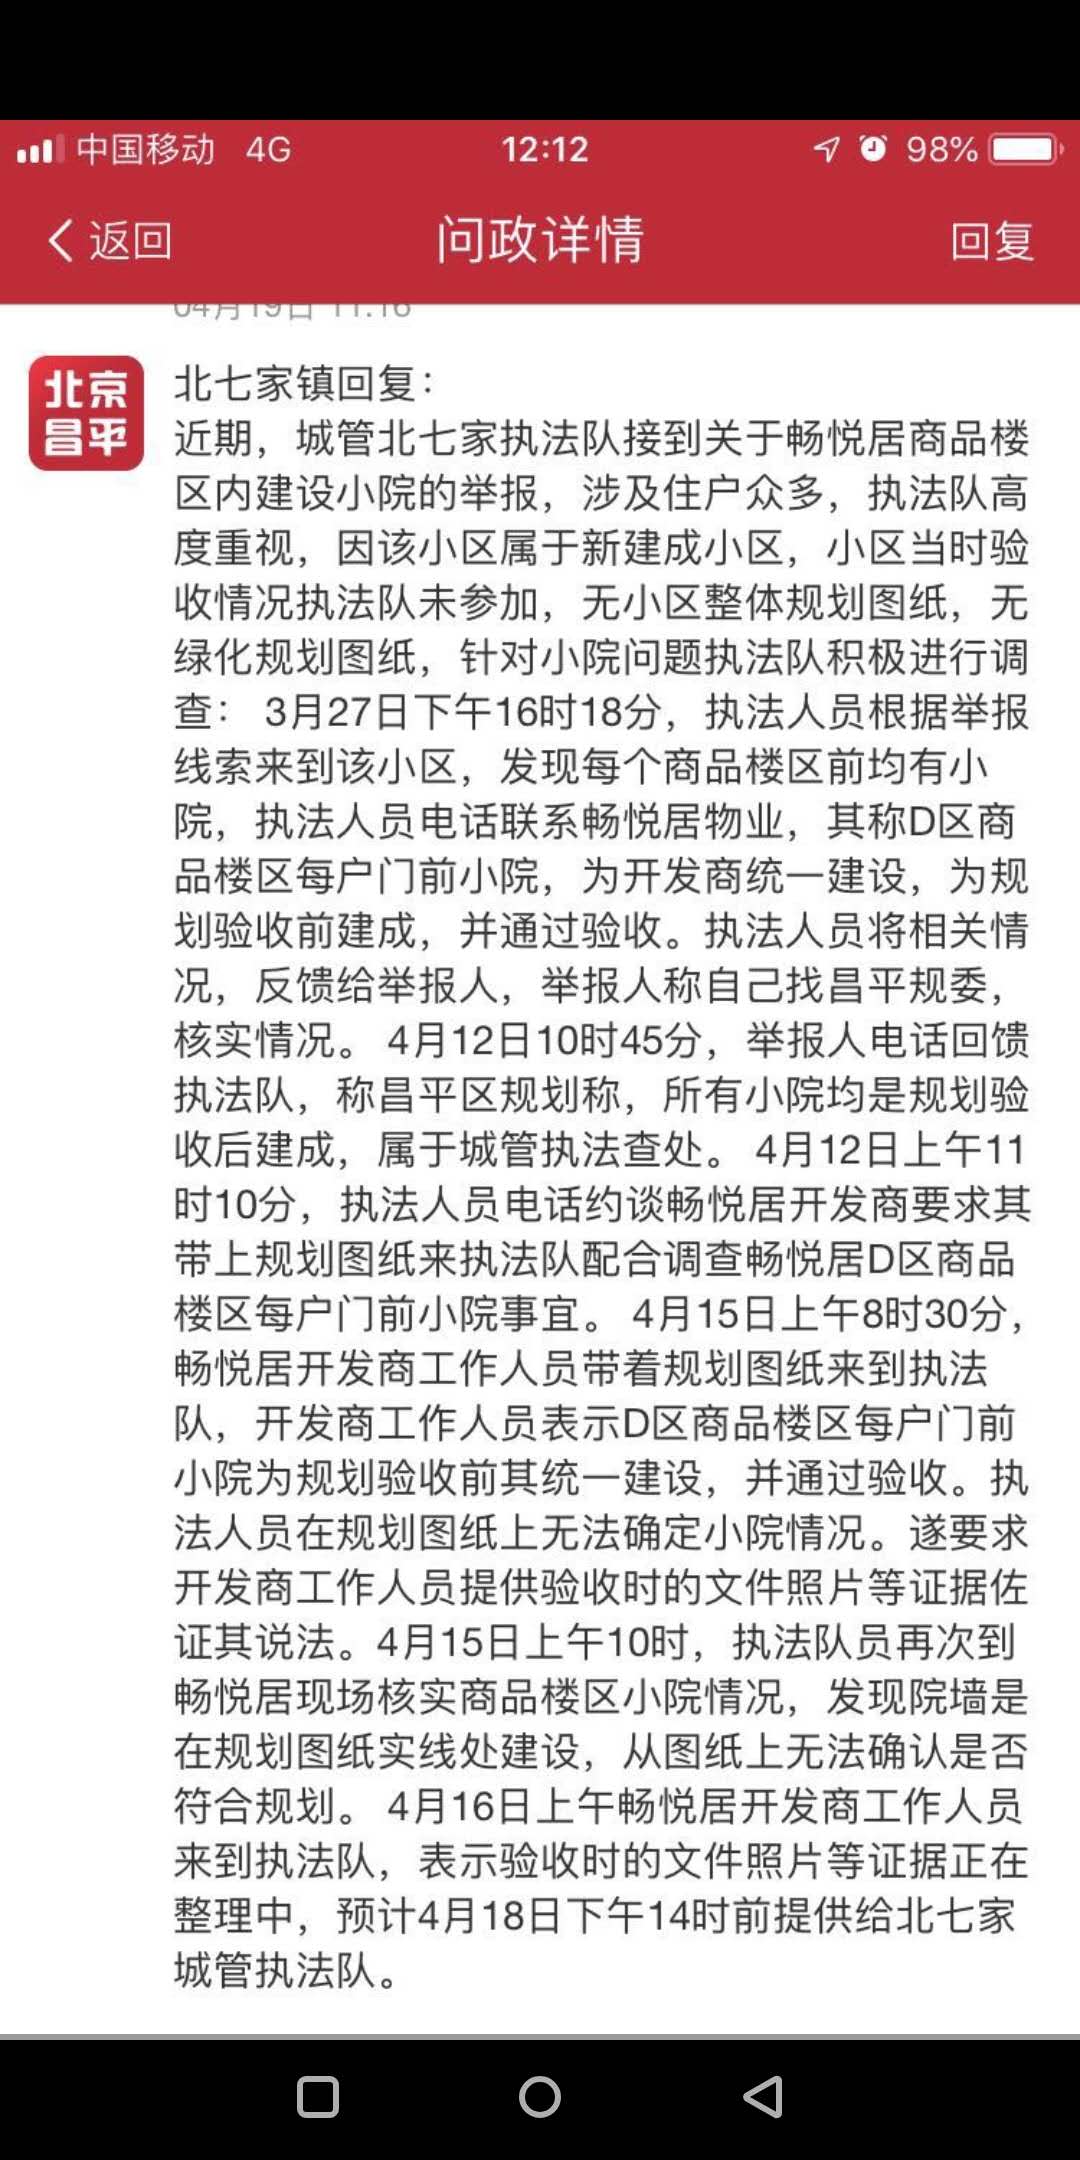 中国移动 4G 12:12 98%
返回 问政详情 回复
04月19日 11:16
北京
昌平
北七家镇回复：
近期，城管北七家执法队接到关于畅悦居商品楼
区内建设小院的举报，涉及住户众多，执法队高
度重视，因该小区属于新建成小区，小区当时验
收情况执法队未参加，无小区整体规划图纸，无
绿化规划图纸，针对小院问题执法队积极进行调
查： 3月27日下午16时18分，执法人员根据举报
线索来到该小区，发现每个商品楼区前均有小
院，执法人员电话联系畅悦居物业，其称D区商
品楼区每户门前小院，为开发商统一建设，为规
划验收前建成，并通过验收。执法人员将相关情
况，反馈给举报人，举报人称自己找昌平规委，
核实情况。 4月12日10时45分，举报人电话回馈
执法队，称昌平区规划称，所有小院均是规划验
收后建成，属于城管执法查处。 4月12日上午11
时10分，执法人员电话约谈畅悦居开发商要求其
带上规划图纸来执法队配合调查畅悦居D区商品
楼区每户门前小院事宜。 4月15日上午8时30分，
畅悦居开发商工作人员带着规划图纸来到执法
队，开发商工作人员表示D区商品楼区每户门前
小院为规划验收前其统一建设，并通过验收。执
法人员在规划图纸上无法确定小院情况。遂要求
开发商工作人员提供验收时的文件照片等证据佐
证其说法。4月15日上午10时，执法队员再次到
畅悦居现场核实商品楼区小院情况，发现院墙是
在规划图纸实线处建设，从图纸上无法确认是否
符合规划。 4月16日上午畅悦居开发商工作人员
来到执法队，表示验收时的文件照片等证据正在
整理中，预计4月18日下午14时前提供给北七家
城管执法队。